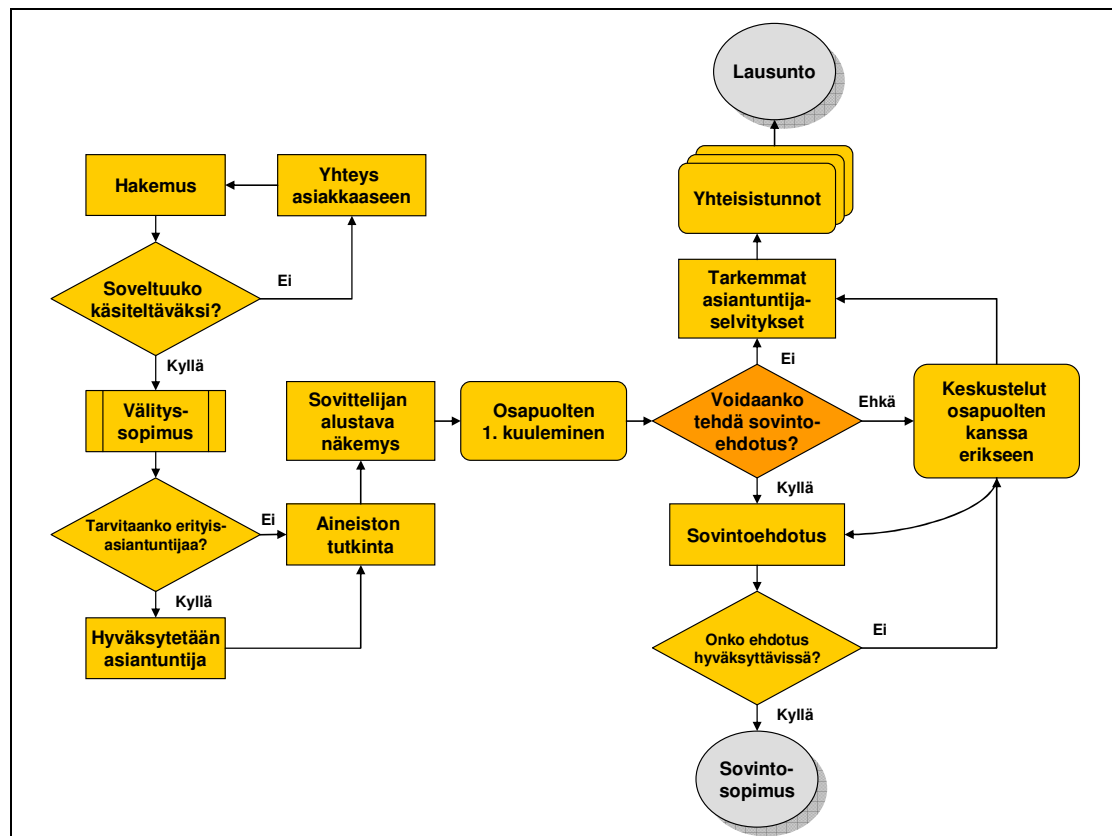 Lausunto
Yhteisistunnot
Hakemus
Yhteys
asiakkaaseen
Soveltuuko
käsiteltäväksi?
Ei
Kyllä
Välitys-
sopimus
Tarvitaanko erityis-
asiantuntijaa?
Ei
Kyllä
Hyväksytetään
asiantuntija
Aineiston
tutkinta
Sovittelijan
alustava
näkemys
Osapuolten
1. kuuleminen
Voidaanko
tehdä sovinto-
ehdotus?
Ei
Tarkemmat
asiantuntija-
selvitykset
Ehkä
Keskustelut
osapuolten
kanssa
erikseen
Kyllä
Sovintoehdotus
Onko ehdotus
hyväksyttävissä?
Ei
Kyllä
Sovinto-
sopimus